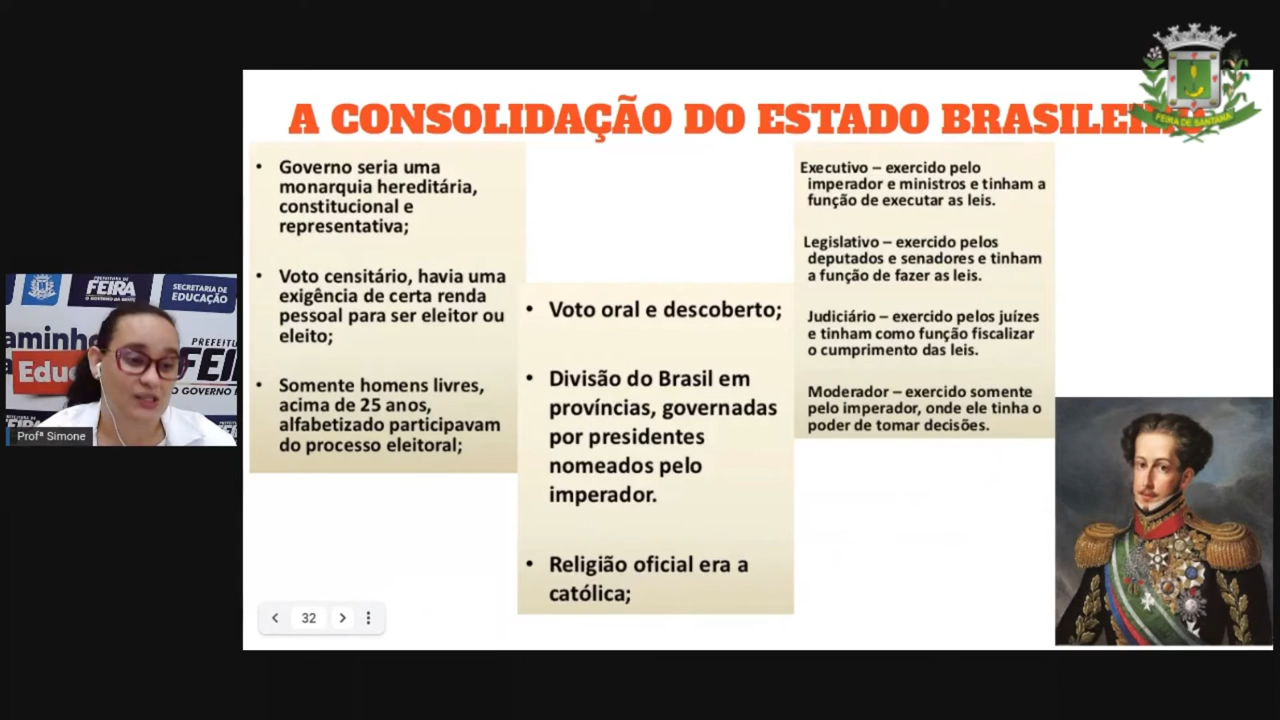 A CONSOLIDAÇÃO DO ESTADO
FEIRA DE SANTANA
• Governo seria uma
monarquia hereditária,
constitucional e
representativa;
• Voto censitário, havia uma
exigência de certa renda
pessoal para ser eleitor ou
eleito;
• Somente homens livres,
acima de 25 anos,
alfabetizado participavam
do processo eleitoral;
• Voto oral e descoberto;
• Divisão do Brasil em
províncias, governadas
por presidentes
nomeados pelo
imperador.
• Religião oficial era a
católica;
Executivo – exercido pelo
imperador e ministros e tinham a
função de executar as leis.
Legislativo – exercido pelos
deputados e senadores e tinham
a função de fazer as leis.
Judiciário – exercido pelos juízes
e tinham como função fiscalizar
o cumprimento das leis.
Moderador – exercido somente
pelo imperador, onde ele tinha o
poder de tomar decisões.
32
PREFEITURA DE
FEIRA
SECRETARIA DE
EDUCAÇÃO
Profª Simone